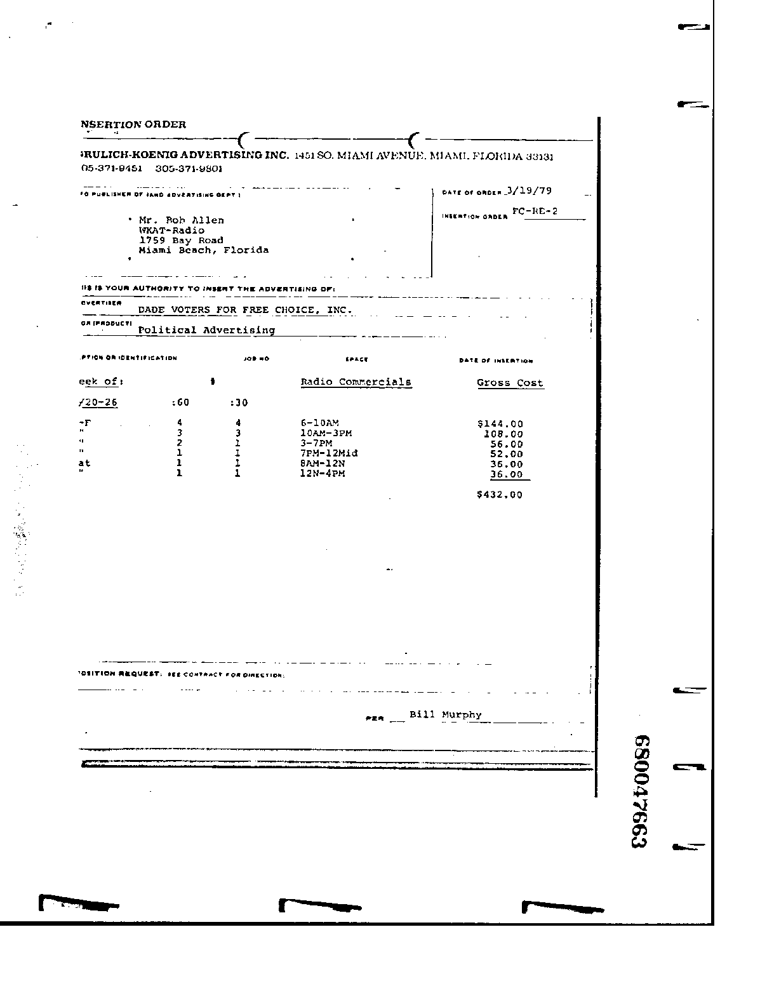 NSERTION ORDER
RULICH-KOENIG ADVERTISING INC. 1451 SO. MIAMI AVENUE, MIAMI, FLORIDA 33131
05-371-9451 305-371-9801
TO PUBLISHER OF (AND ADVERTISING DEPT)
DATE OF ORDER 3/19/79
INSERTION ORDER FC-RE-2
Mr. Bob Allen
WKAT-Radio
1759 Bay Road
Miami Beach, Florida
IS IS YOUR AUTHORITY TO INSERT THE ADVERTISING OF:
DVERTISER DADE VOTERS FOR FREE CHOICE, INC.
OR (PRODUCT) Political Advertising
PTION OR IDENTIFICATION JOB NO SPACE DATE OF INSERTION
eek of: Radio Commercials Gross Cost
/20-26 :60 :30
-F 4 4 6-10AM $144.00
" 3 3 10AM-3PM 108.00
" 2 1 3-7PM 56.00
" 1 1 7PM-12Mid 52.00
at 1 1 8AM-12N 36.00
" 1 1 12N-4PM 36.00
$432.00
OSITION REQUEST: SEE CONTRACT FOR DIRECTION:
PER Bill Murphy
680047663